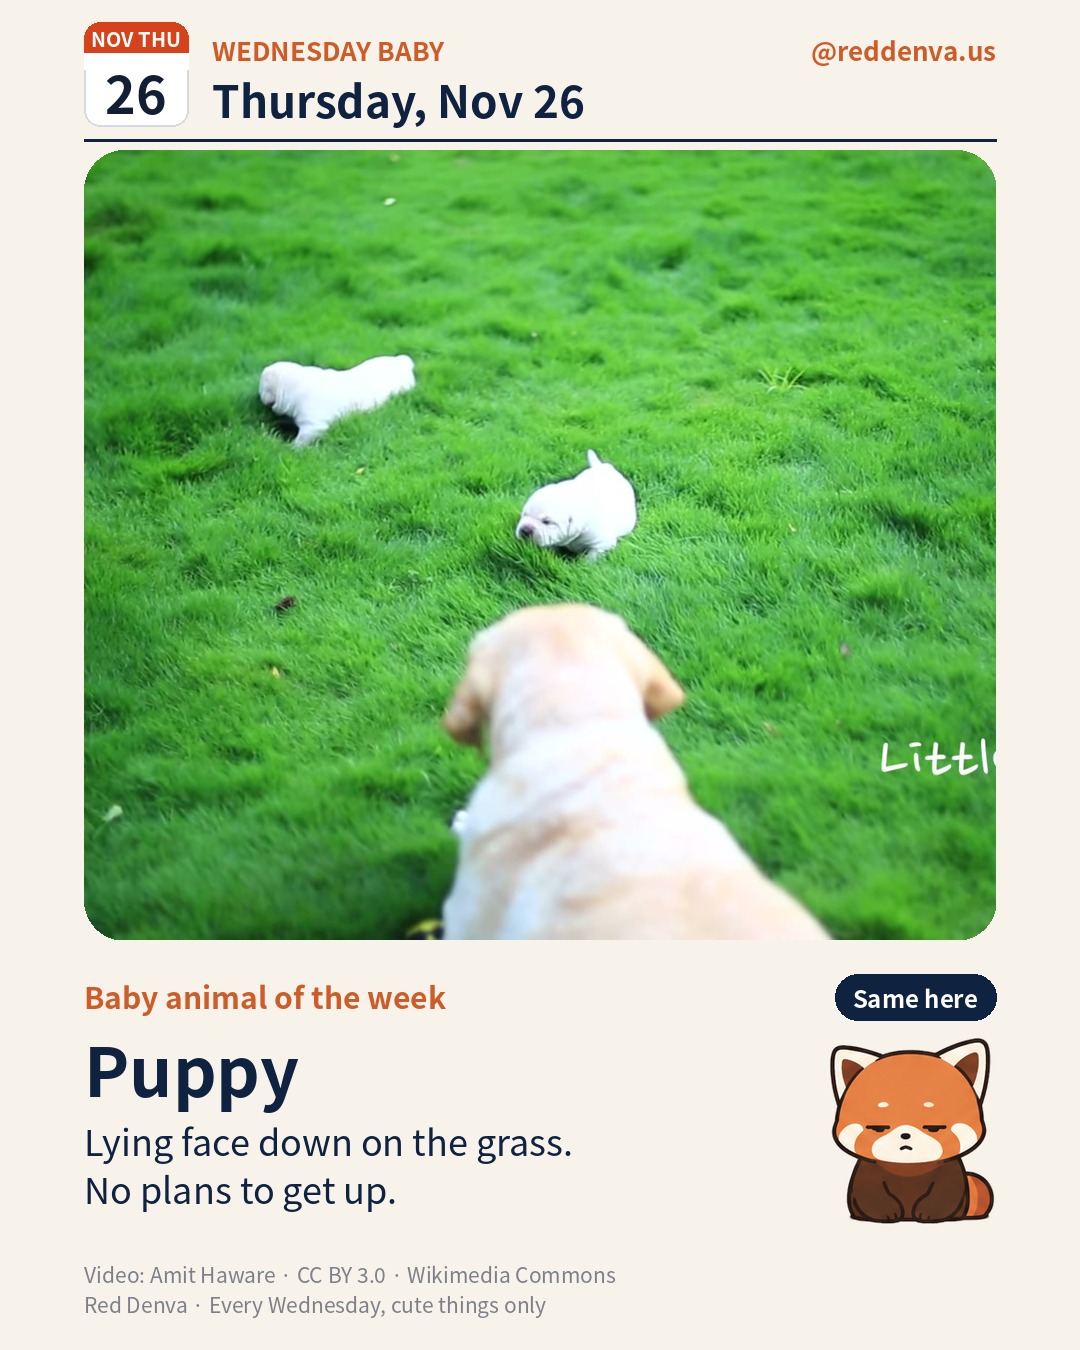 NOV THU
26
WEDNESDAY BABY
Thursday, Nov 26
@reddenva.us
Baby animal of the week
Same here
Puppy
Lying face down on the grass.
No plans to get up.
Video: Amit Haware · CC BY 3.0 · Wikimedia Commons
Red Denva · Every Wednesday, cute things only